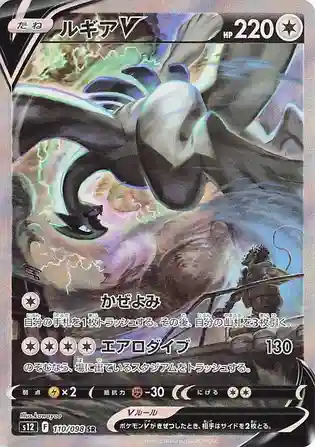 たね
ルギアV
HP220
かぜよみ
自分の手札を1枚トラッシュする。その後、自分の山札を3枚引く。
エアロダイブ 130
のぞむなら、場に出ているスタジアムをトラッシュする。
弱点 ×2 抵抗力 -30 にげる
Vルール
ポケモンVがきぜつしたとき、相手はサイドを2枚とる。
s12 F 110/098 SR